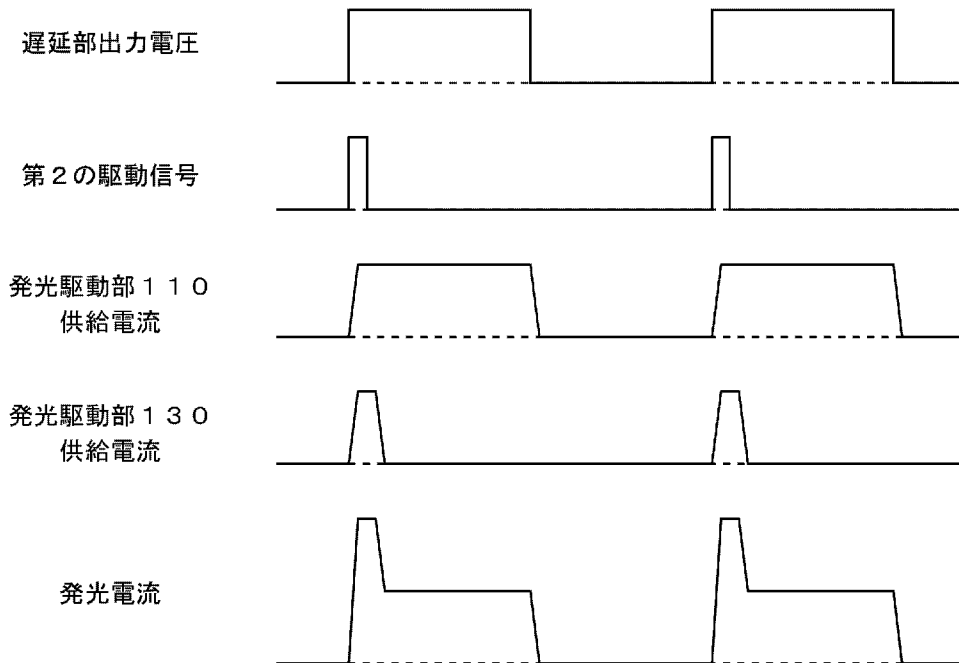 遅延部出力電圧
第２の駆動信号
発光駆動部１１０
供給電流
発光駆動部１３０
供給電流
発光電流